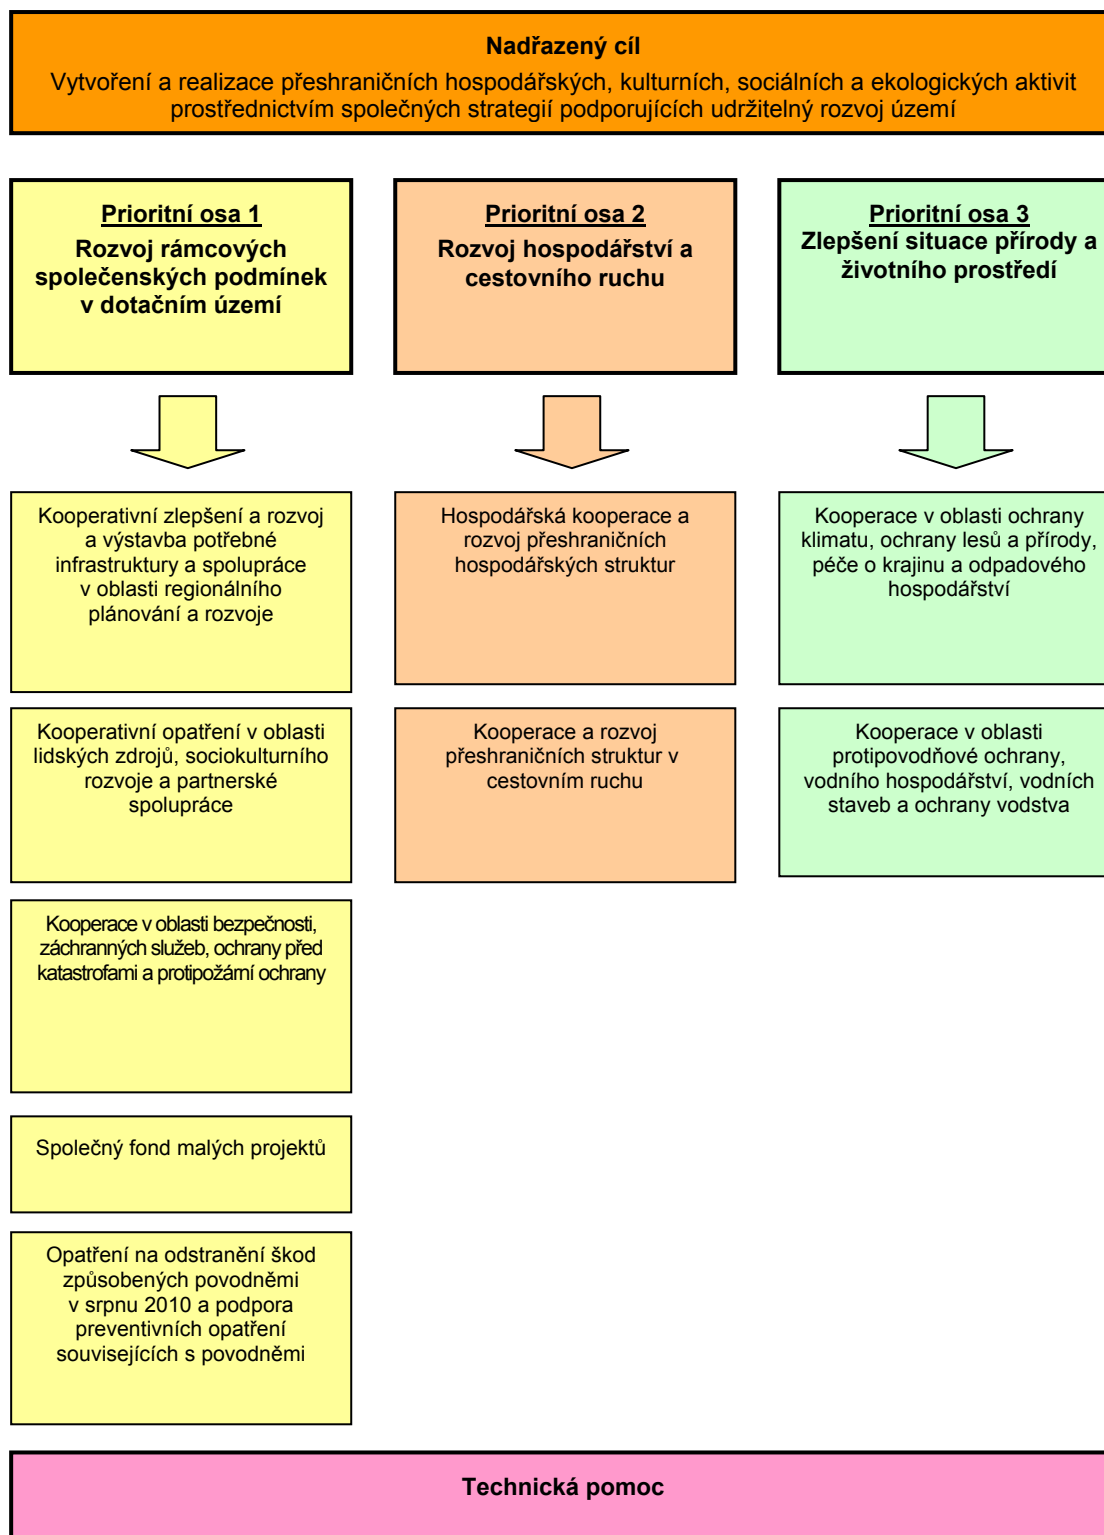 Nadřazený cíl
Vytvoření a realizace přeshraničních hospodářských, kulturních, sociálních a ekologických aktivit
prostřednictvím společných strategií podporujících udržitelný rozvoj území
Prioritní osa 1
Rozvoj rámcových
společenských podmínek
v dotačním území
Prioritní osa 2
Rozvoj hospodářství a
cestovního ruchu
Prioritní osa 3
Zlepšení situace přírody a
životního prostředí
Kooperativní zlepšení a rozvoj
a výstavba potřebné
infrastruktury a spolupráce
v oblasti regionálního
plánování a rozvoje
Hospodářská kooperace a
rozvoj přeshraničních
hospodářských struktur
Kooperace v oblasti ochrany
klimatu, ochrany lesů a přírody,
péče o krajinu a odpadového
hospodářství
Kooperativní opatření v oblasti
lidských zdrojů, sociokulturního
rozvoje a partnerské
spolupráce
Kooperace a rozvoj
přeshraničních struktur v
cestovním ruchu
Kooperace v oblasti
protipovodňové ochrany,
vodního hospodářství, vodních
staveb a ochrany vodstva
Kooperace v oblasti bezpečnosti,
záchranných služeb, ochrany před
katastrofami a protipožární ochrany
Společný fond malých projektů
Opatření na odstranění škod
způsobených povodněmi
v srpnu 2010 a podpora
preventivních opatření
souvisejících s povodněmi
Technická pomoc